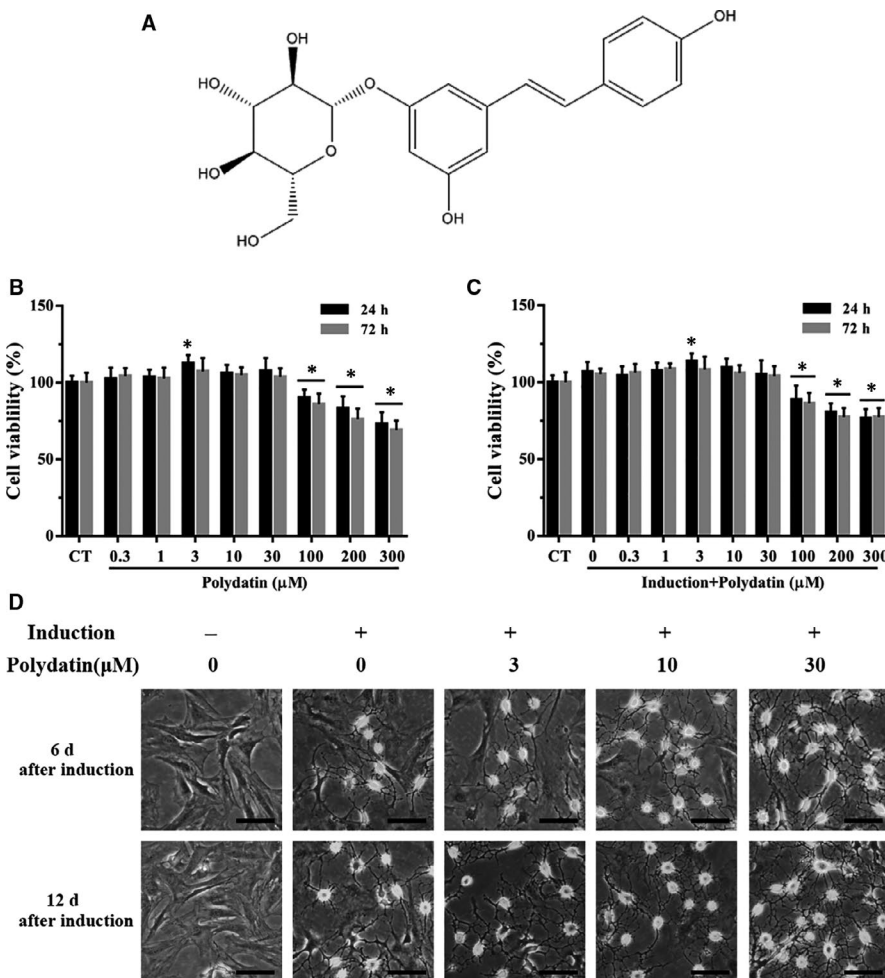 A
OH
OH
HO
O
O
HO
OH
HO
OH
B
150
100
50
0
Cell viablility (%)
24 h
72 h
*
*
*
*
CT
0.3
1
3
10
30
100
200
300
Polydatin (µM)
C
150
100
50
0
Cell viablility (%)
24 h
72 h
*
*
*
*
CT
0
0.3
1
3
10
30
100
200
300
Induction+Polydatin (µM)
D
Induction – + + + +
Polydatin(µM) 0 0 3 10 30
6 d
after induction
12 d
after induction